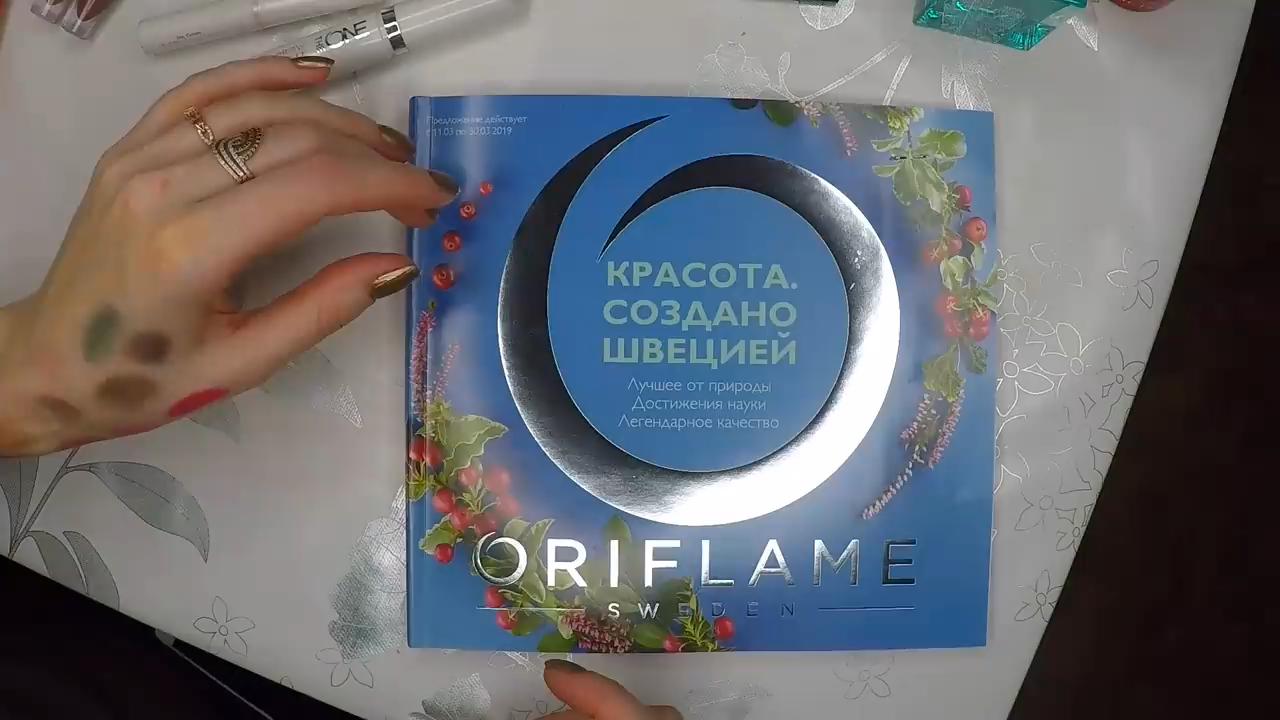 THE ONE
Предложение действует
с 11.03 по 30.03.2019
КРАСОТА.
СОЗДАНО
ШВЕЦИЕЙ
Лучшее от природы
Достижения науки
Легендарное качество
ORIFLAME
SWEDEN